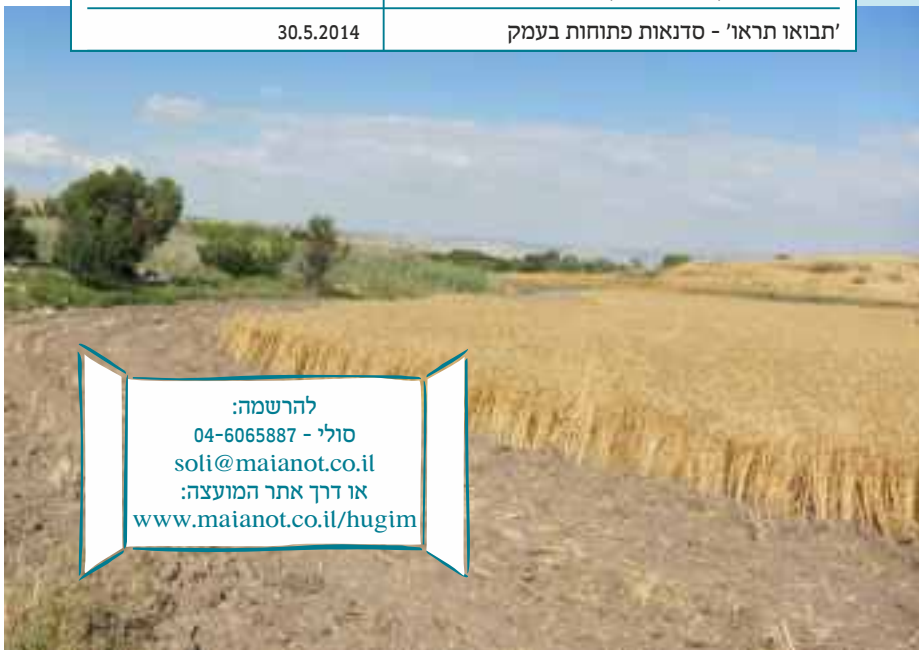 'תבואו תראו' - סדנאות פתוחות בעמק 30.5.2014
להרשמה:
סולי - 04-6065887
soli@maianot.co.il
או דרך אתר המועצה:
www.maianot.co.il/hugim